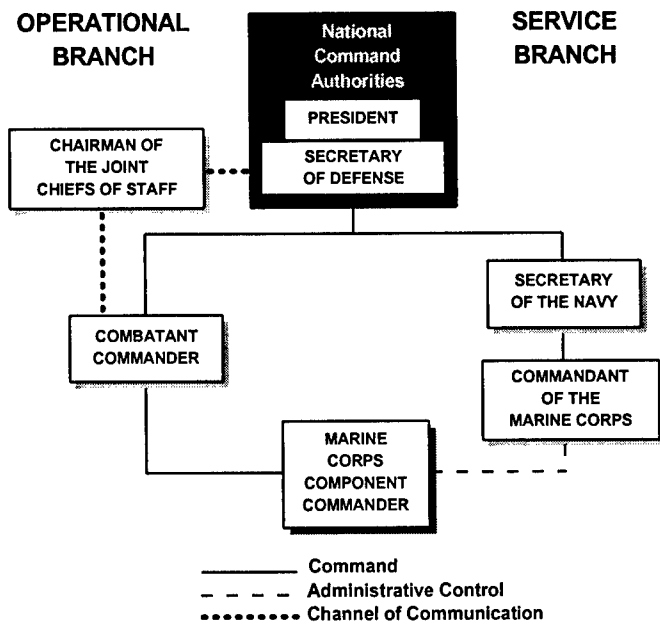 OPERATIONAL
BRANCH
National
Command
Authorities
PRESIDENT
SECRETARY
OF DEFENSE
SERVICE
BRANCH
CHAIRMAN OF
THE JOINT
CHIEFS OF STAFF
SECRETARY
OF THE NAVY
COMBATANT
COMMANDER
COMMANDANT
OF THE
MARINE CORPS
MARINE
CORPS
COMPONENT
COMMANDER
Command
Administrative Control
Channel of Communication